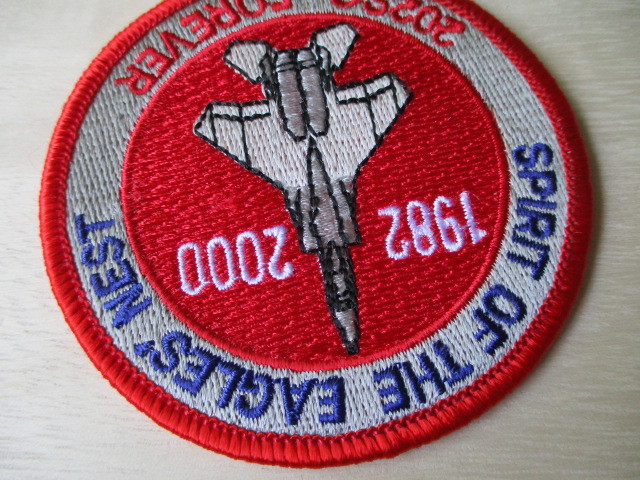 SPIRIT OF THE EAGLES' NEST
1982 2000
202SQ FOREVER